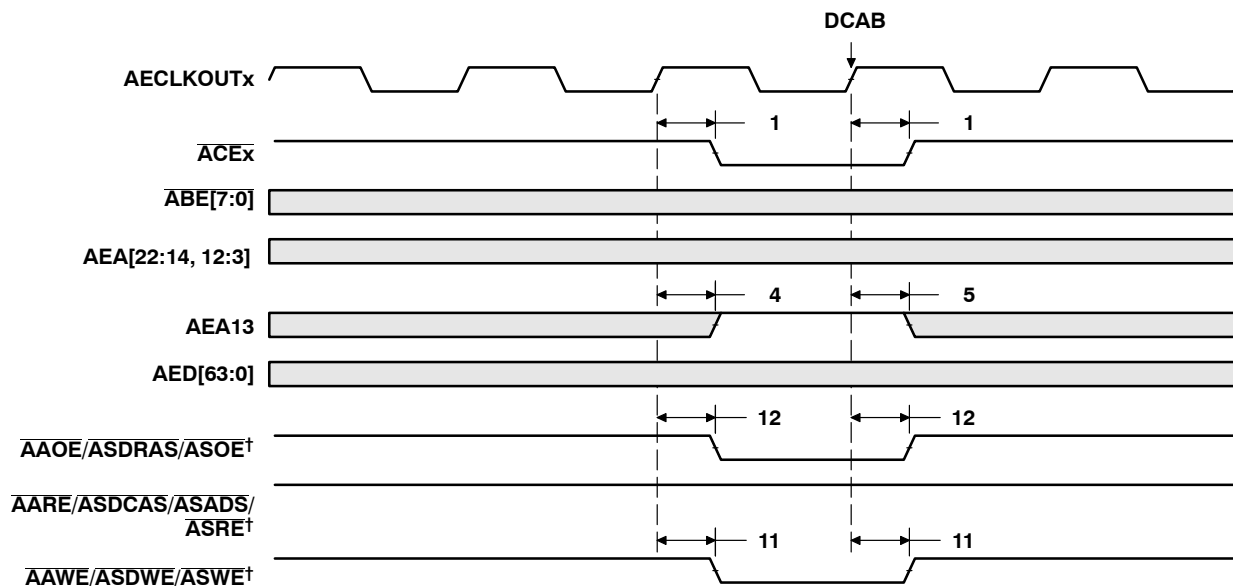 DCAB
AECLKOUTx
1 1
ACEx
ABE[7:0]
AEA[22:14, 12:3]
4 5
AEA13
AED[63:0]
12 12
AAOE/ASDRAS/ASOE†
AARE/ASDCAS/ASADS/
ASRE†
11 11
AAWE/ASDWE/ASWE†